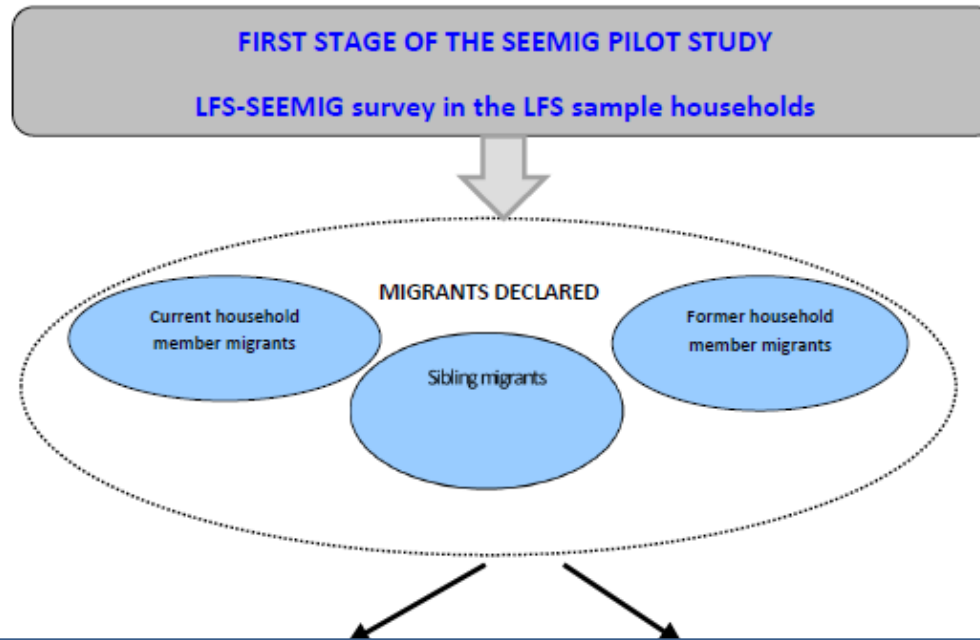 FIRST STAGE OF THE SEEMIG PILOT STUDY
LFS-SEEMIG survey in the LFS sample households
MIGRANTS DECLARED
Current household
member migrants
Sibling migrants
Former household
member migrants